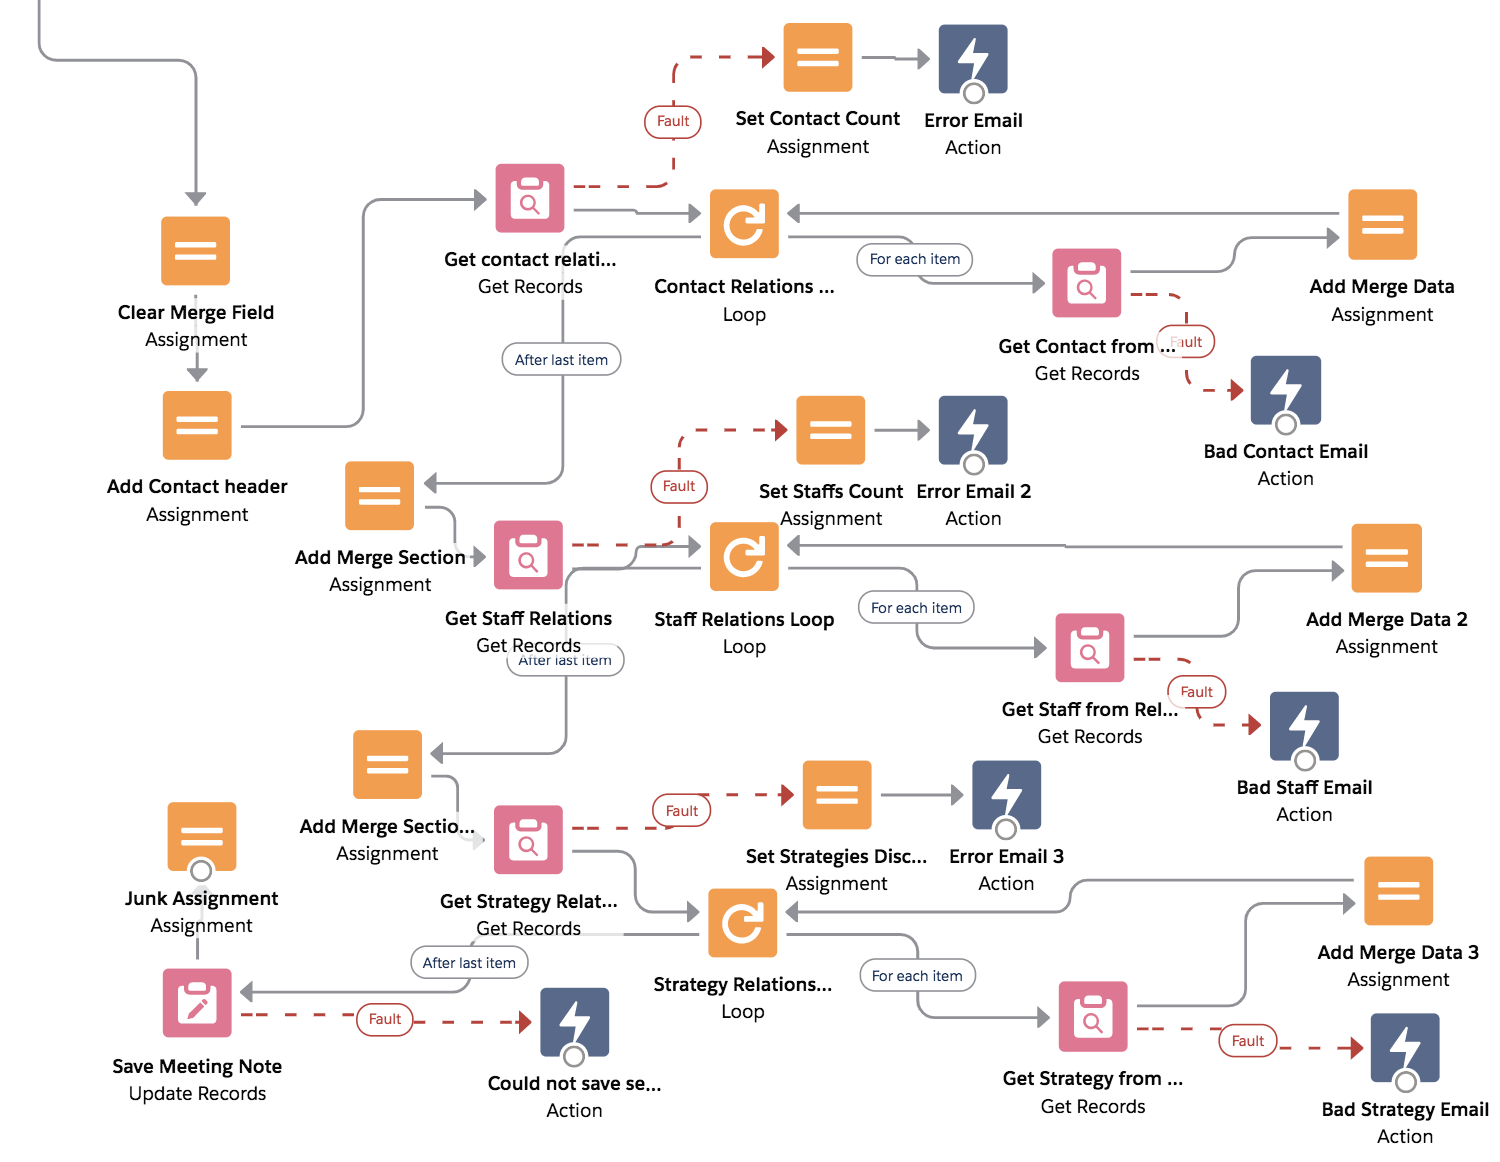 Set Contact Count
Assignment
Error Email
Action
Fault
Get contact relati...
Get Records
Contact Relations ...
Loop
For each item
Add Merge Data
Assignment
Clear Merge Field
Assignment
After last item
Get Contact from ...
Get Records
Fault
Bad Contact Email
Action
Add Contact header
Assignment
Fault
Set Staffs Count
Assignment
Error Email 2
Action
Add Merge Section
Assignment
Get Staff Relations
Get Records
After last item
Staff Relations Loop
Loop
For each item
Add Merge Data 2
Assignment
Get Staff from Rel...
Get Records
Fault
Bad Staff Email
Action
Add Merge Sectio...
Assignment
Fault
Set Strategies Disc...
Assignment
Error Email 3
Action
Junk Assignment
Assignment
Get Strategy Relat...
Get Records
After last item
Strategy Relations...
Loop
For each item
Add Merge Data 3
Assignment
Save Meeting Note
Update Records
Fault
Could not save se...
Action
Get Strategy from ...
Get Records
Fault
Bad Strategy Email
Action